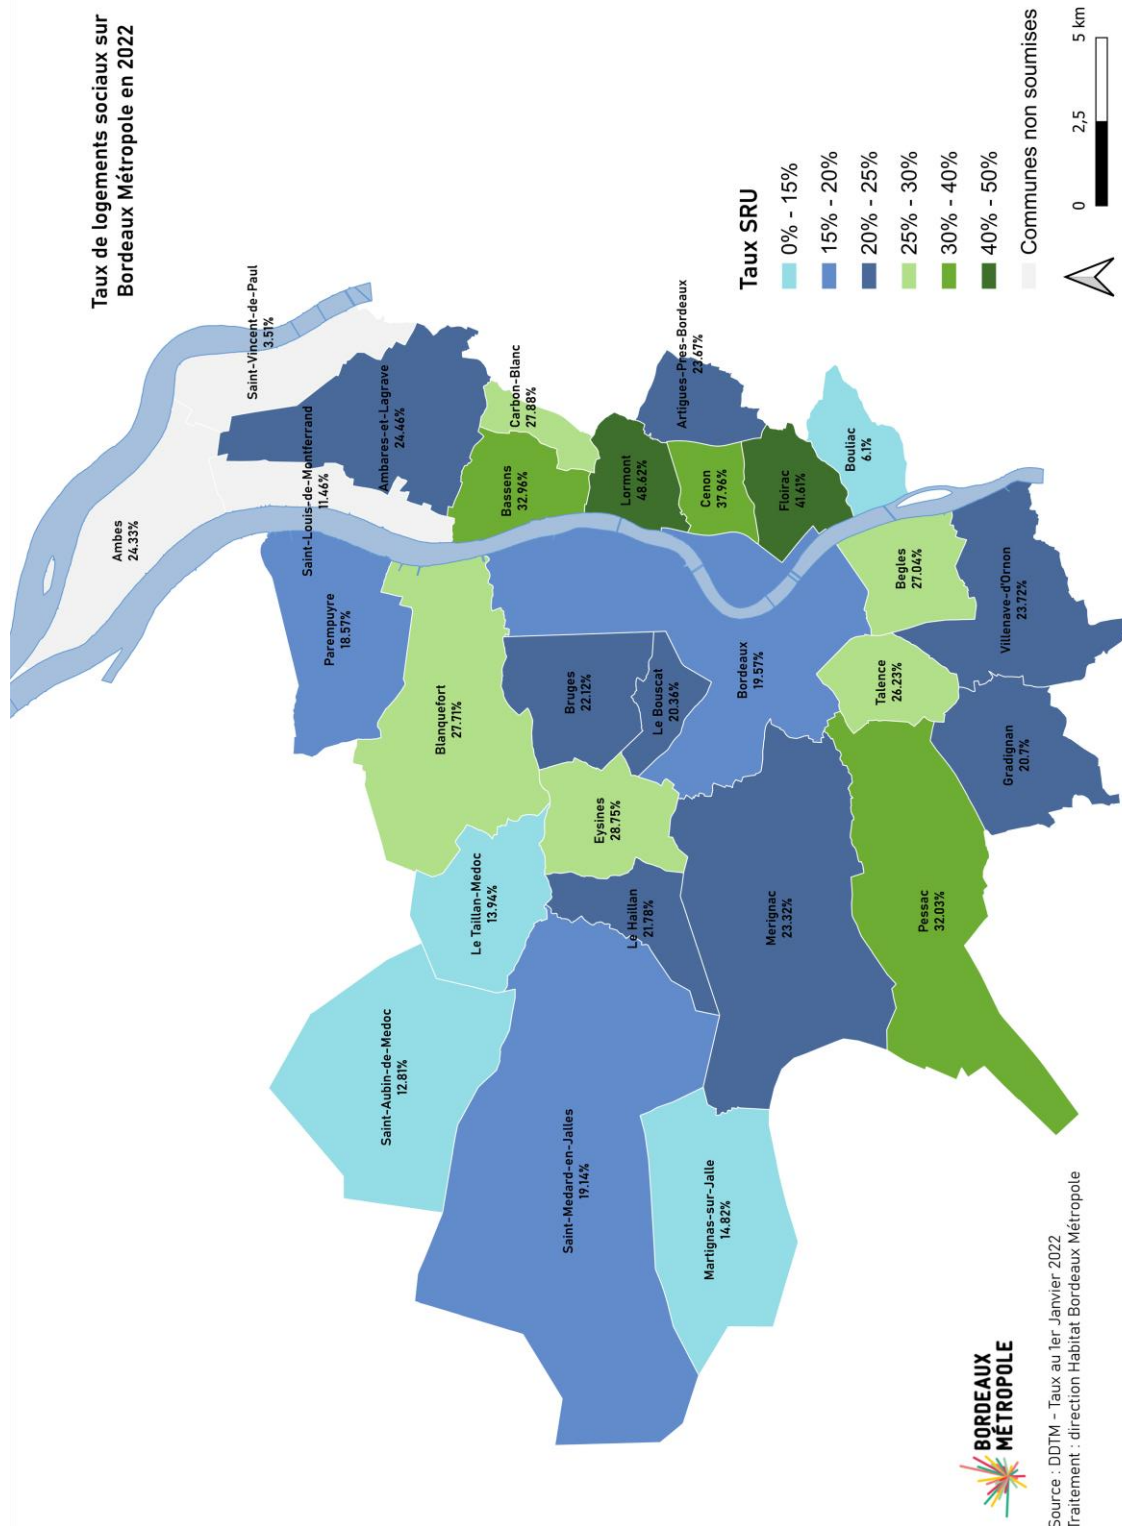 Taux de logements sociaux sur
Bordeaux Métropole en 2022
Saint-Vincent-de-Paul
3.51%
Ambes
24.33%
Saint-Louis-de-Montferrand
11.46%
Ambares-et-Lagrave
24.46%
Parempuyre
18.57%
Carbon-Blanc
27.88%
Bassens
32.96%
Blanquefort
27.71%
Le Taillan-Medoc
13.94%
Saint-Aubin-de-Medoc
12.81%
Lormont
48.62%
Bruges
22.12%
Eysines
28.75%
Le Haillan
21.78%
Saint-Medard-en-Jalles
19.14%
Artigues-Pres-Bordeaux
23.67%
Cenon
37.96%
Le Bouscat
20.36%
Bordeaux
19.57%
Martignas-sur-Jalle
14.82%
Merignac
23.32%
Floirac
41.61%
Bouliac
6.1%
Begles
27.04%
Talence
26.23%
Pessac
32.03%
Villenave-d'Ornon
23.72%
Gradignan
20.7%
Taux SRU
0% - 15%
15% - 20%
20% - 25%
25% - 30%
30% - 40%
40% - 50%
Communes non soumises
0 2,5 5 km
BORDEAUX
MÉTROPOLE
Source : DDTM - Taux au 1er Janvier 2022
Traitement : direction Habitat Bordeaux Métropole